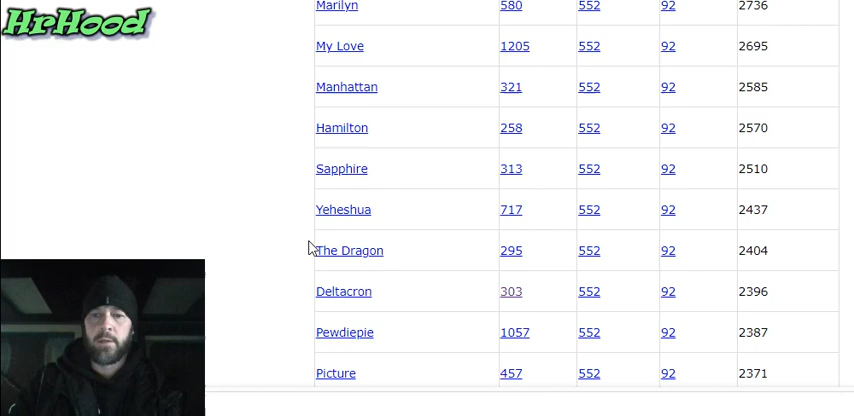 HrHood
Marilyn 580 552 92 2736
My Love 1205 552 92 2695
Manhattan 321 552 92 2585
Hamilton 258 552 92 2570
Sapphire 313 552 92 2510
Yeheshua 717 552 92 2437
The Dragon 295 552 92 2404
Deltacron 303 552 92 2396
Pewdiepie 1057 552 92 2387
Picture 457 552 92 2371